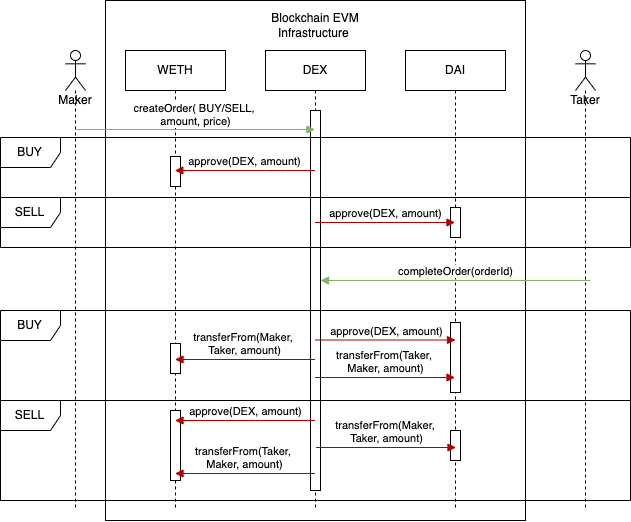 Blockchain EVM
Infrastructure
WETH
DEX
DAI
Maker
Taker
createOrder( BUY/SELL,
amount, price)
BUY
approve(DEX, amount)
SELL
approve(DEX, amount)
completeOrder(orderId)
BUY
approve(DEX, amount)
transferFrom(Maker,
Taker, amount)
transferFrom(Taker,
Maker, amount)
SELL
approve(DEX, amount)
transferFrom(Maker,
Taker, amount)
transferFrom(Taker,
Maker, amount)